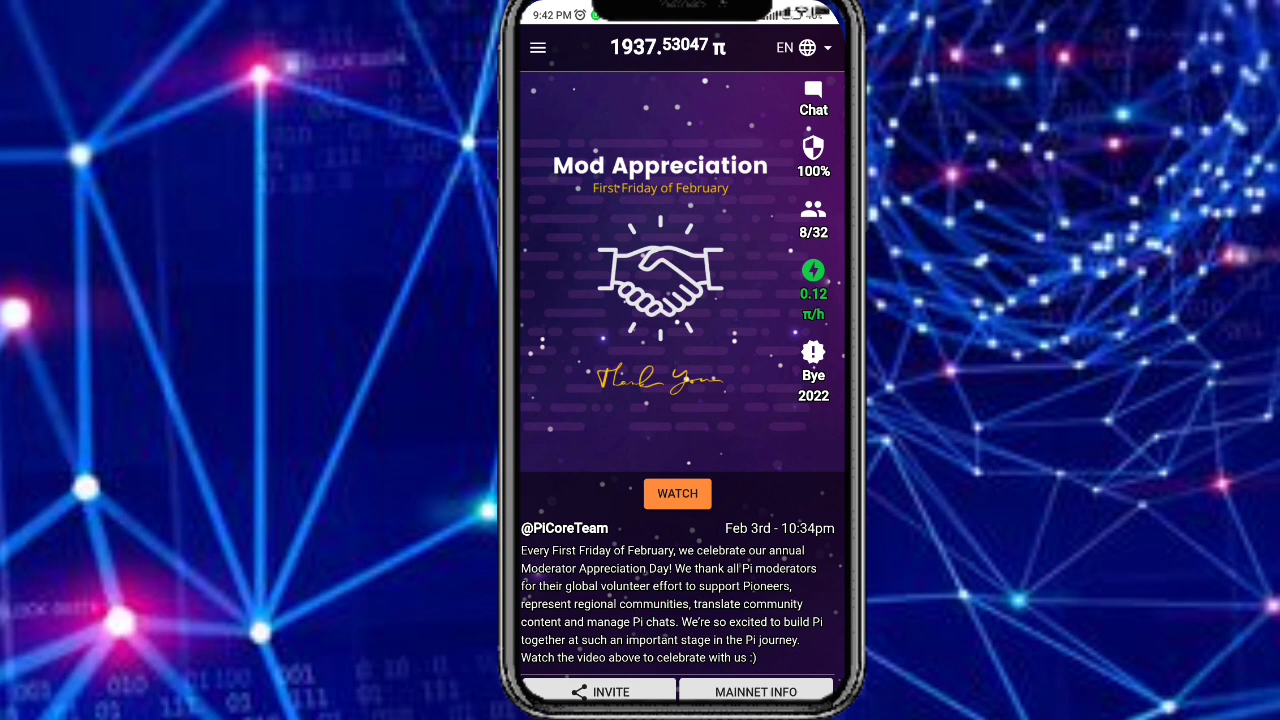 9:42 PM
1937.53047 π
EN
Chat
Mod Appreciation
First Friday of February
100%
8/32
0.12
π/h
Thank You
Bye
2022
WATCH
@PiCoreTeam
Feb 3rd - 10:34pm
Every First Friday of February, we celebrate our annual
Moderator Appreciation Day! We thank all Pi moderators
for their global volunteer effort to support Pioneers,
represent regional communities, translate community
content and manage Pi chats. We're so excited to build Pi
together at such an important stage in the Pi journey.
Watch the video above to celebrate with us :)
INVITE
MAINNET INFO